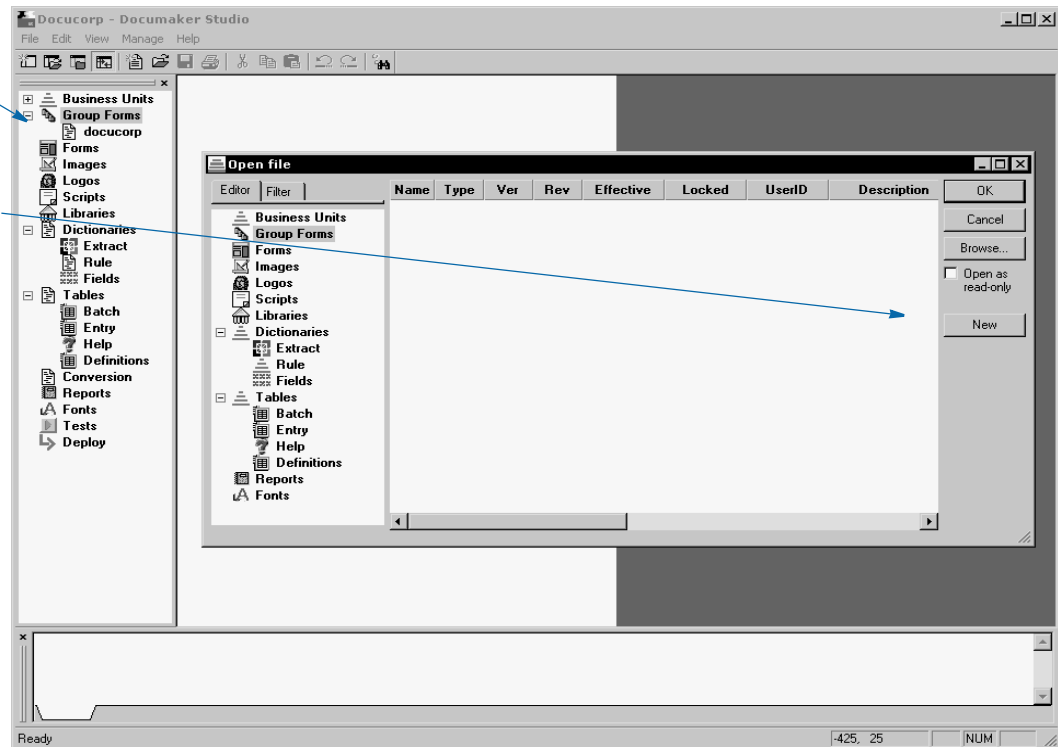 Docucorp - Documaker Studio
File Edit View Manage Help
Business Units
Group Forms
docucorp
Forms
Images
Logos
Scripts
Libraries
Dictionaries
Extract
Rule
Fields
Tables
Batch
Entry
Help
Definitions
Conversion
Reports
Fonts
Tests
Deploy
Open file
Editor Filter
Business Units
Group Forms
Forms
Images
Logos
Scripts
Libraries
Dictionaries
Extract
Rule
Fields
Tables
Batch
Entry
Help
Definitions
Reports
Fonts
Name Type Ver Rev Effective Locked UserID Description
OK
Cancel
Browse...
Open as
read-only
New
Ready -425, 25 NUM